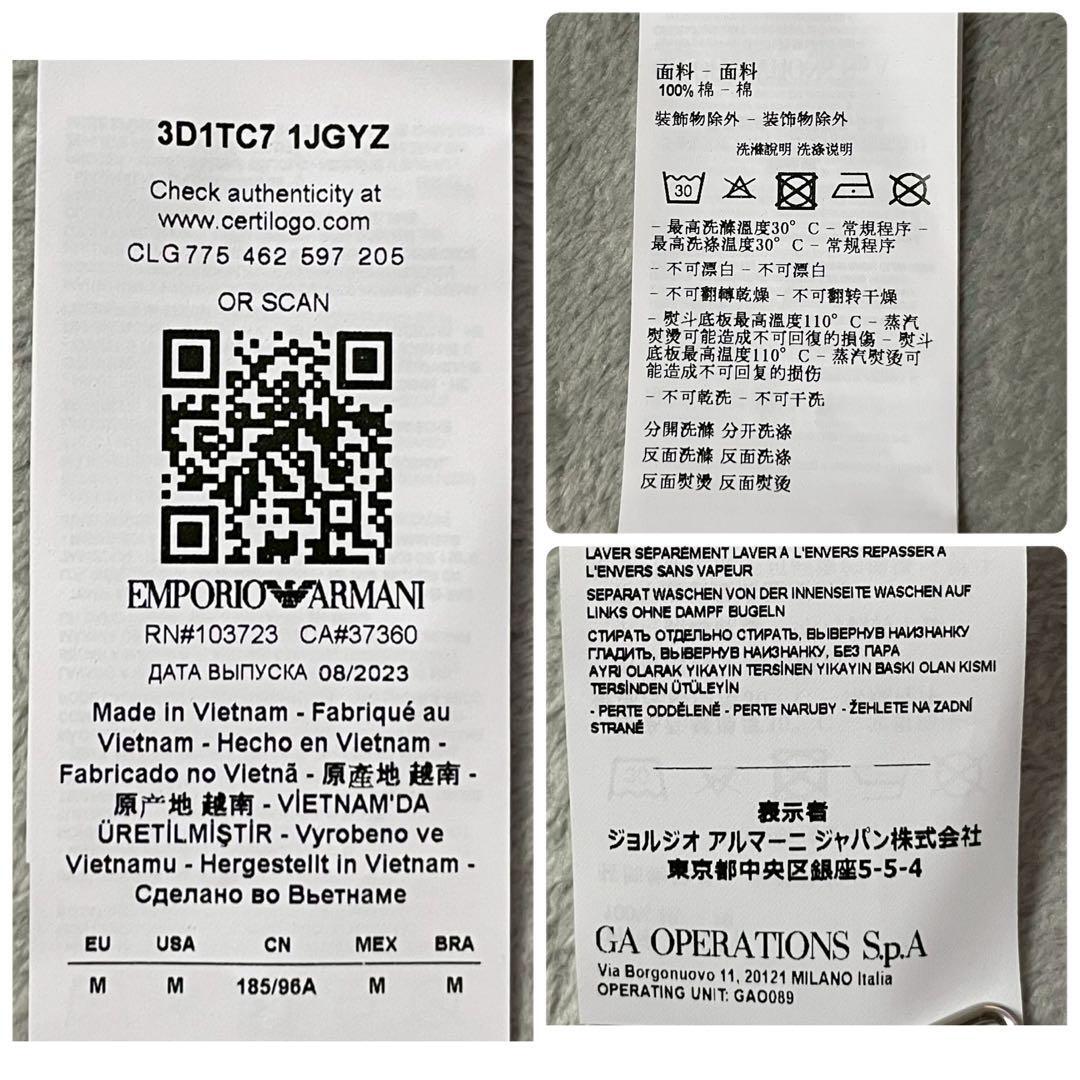 3D1TC7 1JGYZ
Check authenticity at
www.certilogo.com
CLG 775 462 597 205
OR SCAN
EMPORIO ARMANI
RN#103723 CA#37360
ДАТА ВЫПУСКА 08/2023
Made in Vietnam - Fabriqué au
Vietnam - Hecho en Vietnam -
Fabricado no Vietnã - 原產地 越南 -
原产地 越南 - VİETNAM'DA
ÜRETİLMİŞTİR - Vyrobeno ve
Vietnamu - Hergestellt in Vietnam -
Сделано во Вьетнаме
EU USA CN MEX BRA
M M 185/96A M M
面料 - 面料
100% 棉 - 棉
裝飾物除外 - 装饰物除外
洗滌說明 洗涤说明
30
- 最高洗滌溫度30° C - 常規程序 -
最高洗涤温度30° C - 常规程序
- 不可漂白 - 不可漂白
- 不可翻轉乾燥 - 不可翻转干燥
- 熨斗底板最高溫度110° C - 蒸汽
熨燙可能造成不可回復的損傷 - 熨斗
底板最高温度110° C - 蒸汽熨烫可
能造成不可回复的损伤
- 不可乾洗 - 不可干洗
分開洗滌 分开洗涤
反面洗滌 反面洗涤
反面熨燙 反面熨烫
LAVER SÉPARÉMENT LAVER A L'ENVERS REPASSER A
L'ENVERS SANS VAPEUR
SEPARAT WASCHEN VON DER INNENSEITE WASCHEN AUF
LINKS OHNE DAMPF BUGELN
СТИРАТЬ ОТДЕЛЬНО СТИРАТЬ, ВЫВЕРНУВ НАИЗНАНКУ
ГЛАДИТЬ, ВЫВЕРНУВ НАИЗНАНКУ, БЕЗ ПАРА
AYRI OLARAK YIKAYIN TERSİNEN YIKAYIN BASKI OLAN KISMI
TERSİNDEN ÜTÜLEYİN
- PERTE ODDĚLENĚ - PERTE NARUBY - ŽEHLETE NA ZADNÍ
STRANĚ
表示者
ジョルジオ アルマーニ ジャパン株式会社
東京都中央区銀座5-5-4
GA OPERATIONS S.p.A
Via Borgonuovo 11, 20121 MILANO Italia
OPERATING UNIT: GAO089